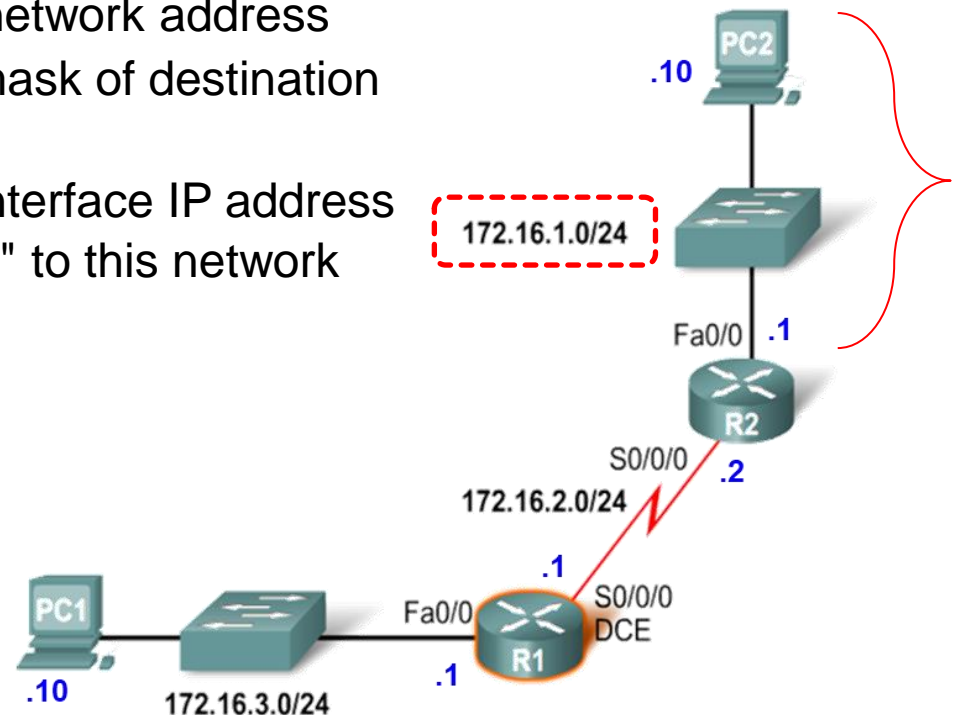 network address
mask of destination
interface IP address
" to this network
PC2
.10
172.16.1.0/24
Fa0/0
.1
R2
S0/0/0
.2
172.16.2.0/24
.1
S0/0/0
DCE
Fa0/0
R1
.1
PC1
.10
172.16.3.0/24